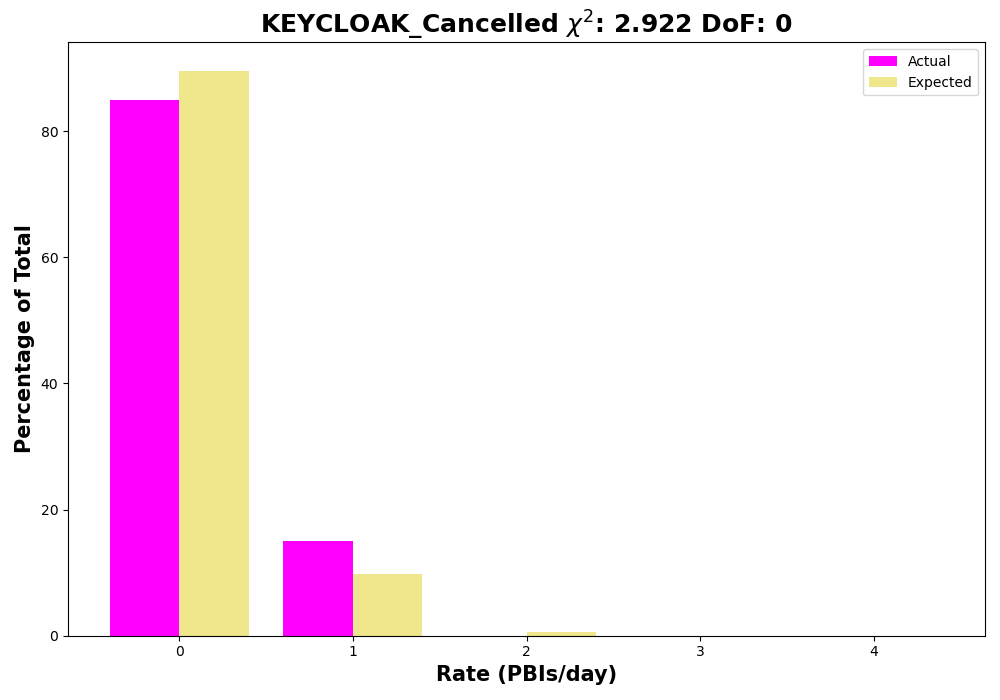 KEYCLOAK_Cancelled χ²: 2.922 DoF: 0
Actual
Expected
Percentage of Total
80
60
40
20
0
0 1 2 3 4
Rate (PBIs/day)